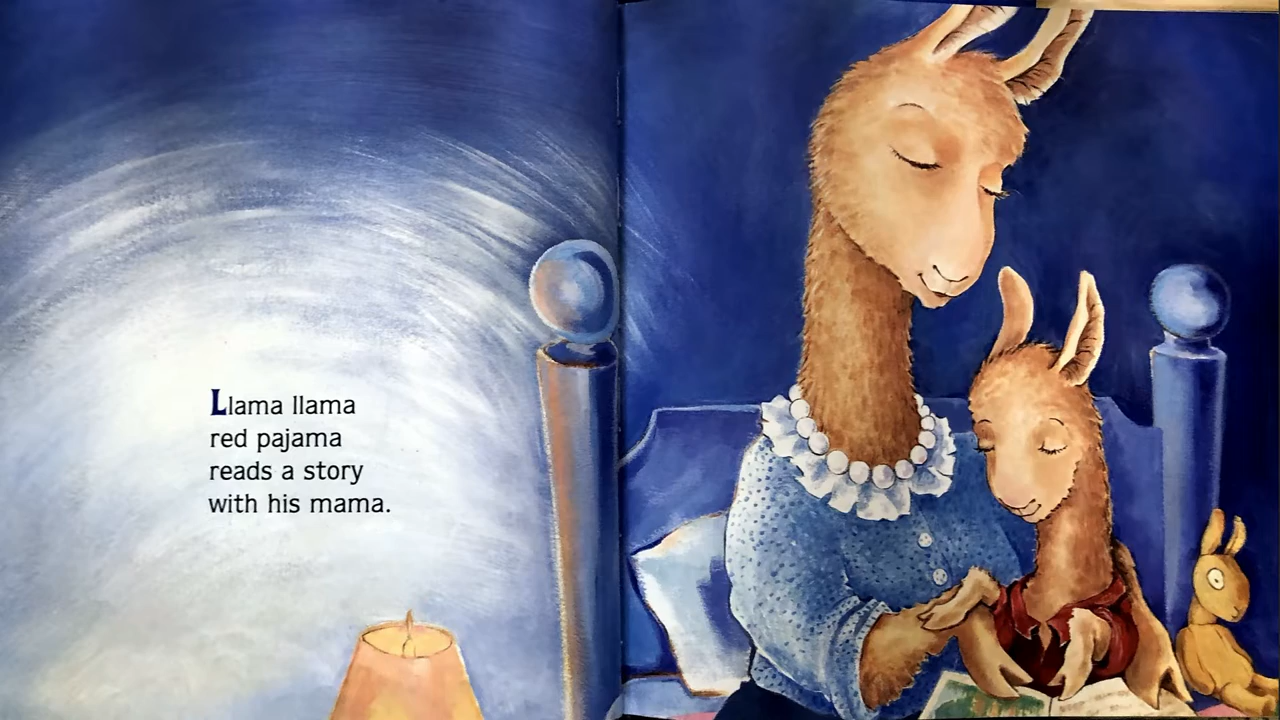 Llama llama
red pajama
reads a story
with his mama.